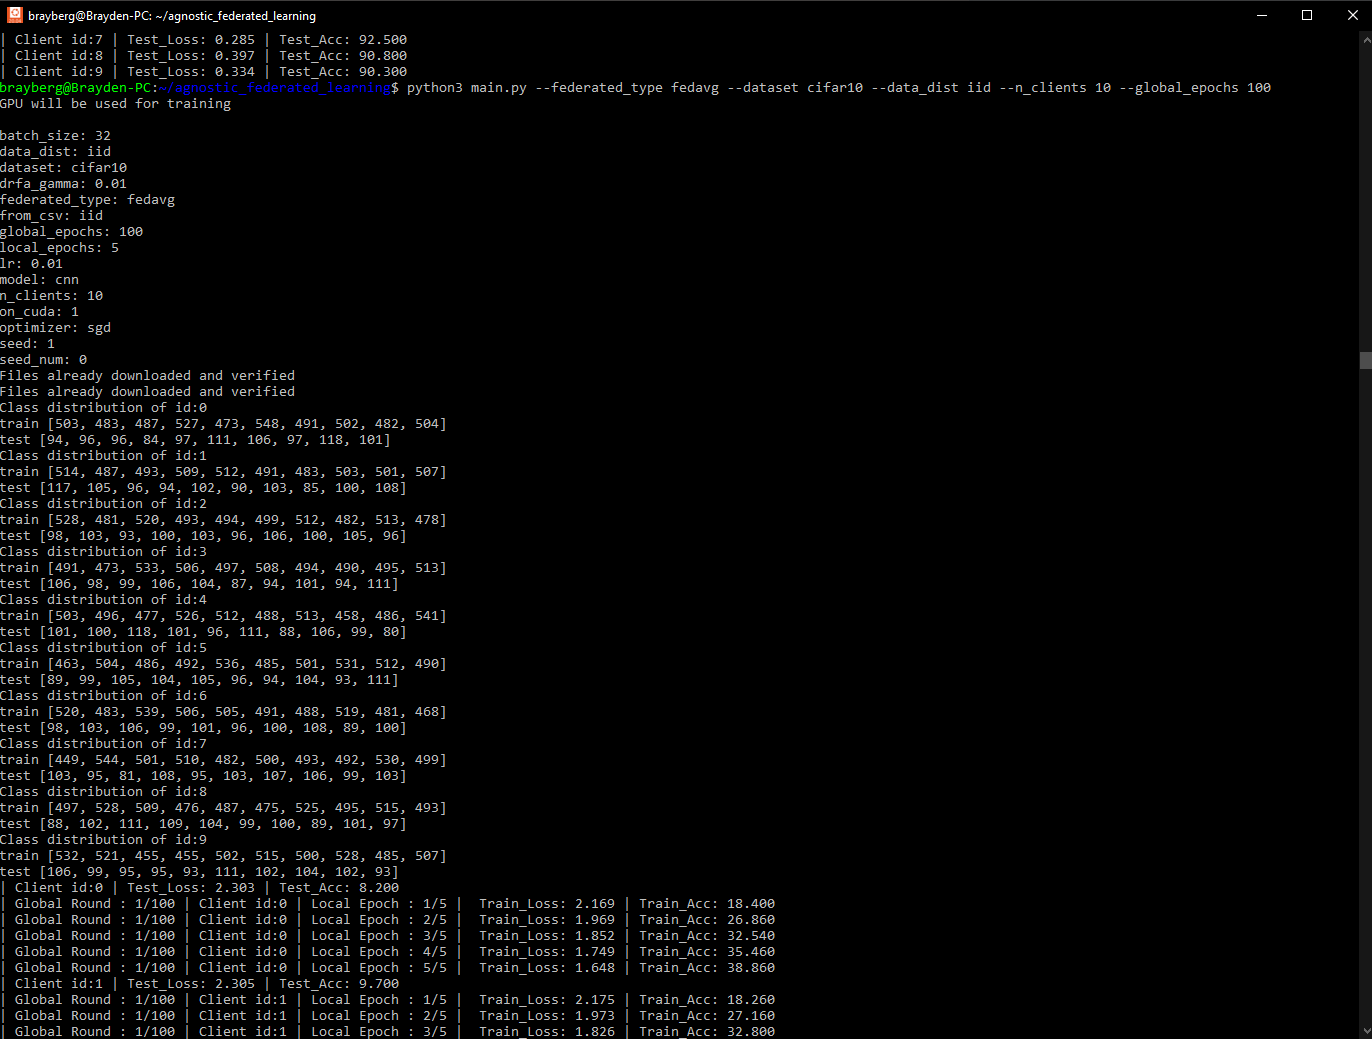 brayberg@Brayden-PC: ~/agnostic_federated_learning
| Client id:7 | Test_Loss: 0.285 | Test_Acc: 92.500
| Client id:8 | Test_Loss: 0.397 | Test_Acc: 90.800
| Client id:9 | Test_Loss: 0.334 | Test_Acc: 90.300
brayberg@Brayden-PC:~/agnostic_federated_learning$ python3 main.py --federated_type fedavg --dataset cifar10 --data_dist iid --n_clients 10 --global_epochs 100
GPU will be used for training
batch_size: 32
data_dist: iid
dataset: cifar10
drfa_gamma: 0.01
federated_type: fedavg
from_csv: iid
global_epochs: 100
local_epochs: 5
lr: 0.01
model: cnn
n_clients: 10
on_cuda: 1
optimizer: sgd
seed: 1
seed_num: 0
Files already downloaded and verified
Files already downloaded and verified
Class distribution of id:0
train [503, 483, 487, 527, 473, 548, 491, 502, 482, 504]
test [94, 96, 96, 84, 97, 111, 106, 97, 118, 101]
Class distribution of id:1
train [514, 487, 493, 509, 512, 491, 483, 503, 501, 507]
test [117, 105, 96, 94, 102, 90, 103, 85, 100, 108]
Class distribution of id:2
train [528, 481, 520, 493, 494, 499, 512, 482, 513, 478]
test [98, 103, 93, 100, 103, 96, 106, 100, 105, 96]
Class distribution of id:3
train [491, 473, 533, 506, 497, 508, 494, 490, 495, 513]
test [106, 98, 99, 106, 104, 87, 94, 101, 94, 111]
Class distribution of id:4
train [503, 496, 477, 526, 512, 488, 513, 458, 486, 541]
test [101, 100, 118, 101, 96, 111, 88, 106, 99, 80]
Class distribution of id:5
train [463, 504, 486, 492, 536, 485, 501, 531, 512, 490]
test [89, 99, 105, 104, 105, 96, 94, 104, 93, 111]
Class distribution of id:6
train [520, 483, 539, 506, 505, 491, 488, 519, 481, 468]
test [98, 103, 106, 99, 101, 96, 100, 108, 89, 100]
Class distribution of id:7
train [449, 544, 501, 510, 482, 500, 493, 492, 530, 499]
test [103, 95, 81, 108, 95, 103, 107, 106, 99, 103]
Class distribution of id:8
train [497, 528, 509, 476, 487, 475, 525, 495, 515, 493]
test [88, 102, 111, 109, 104, 99, 100, 89, 101, 97]
Class distribution of id:9
train [532, 521, 455, 455, 502, 515, 500, 528, 485, 507]
test [106, 99, 95, 95, 93, 111, 102, 104, 102, 93]
| Client id:0 | Test_Loss: 2.303 | Test_Acc: 8.200
| Global Round : 1/100 | Client id:0 | Local Epoch : 1/5 |  Train_Loss: 2.169 | Train_Acc: 18.400
| Global Round : 1/100 | Client id:0 | Local Epoch : 2/5 |  Train_Loss: 1.969 | Train_Acc: 26.860
| Global Round : 1/100 | Client id:0 | Local Epoch : 3/5 |  Train_Loss: 1.852 | Train_Acc: 32.540
| Global Round : 1/100 | Client id:0 | Local Epoch : 4/5 |  Train_Loss: 1.749 | Train_Acc: 35.460
| Global Round : 1/100 | Client id:0 | Local Epoch : 5/5 |  Train_Loss: 1.648 | Train_Acc: 38.860
| Client id:1 | Test_Loss: 2.305 | Test_Acc: 9.700
| Global Round : 1/100 | Client id:1 | Local Epoch : 1/5 |  Train_Loss: 2.175 | Train_Acc: 18.260
| Global Round : 1/100 | Client id:1 | Local Epoch : 2/5 |  Train_Loss: 1.973 | Train_Acc: 27.160
| Global Round : 1/100 | Client id:1 | Local Epoch : 3/5 |  Train_Loss: 1.826 | Train_Acc: 32.800